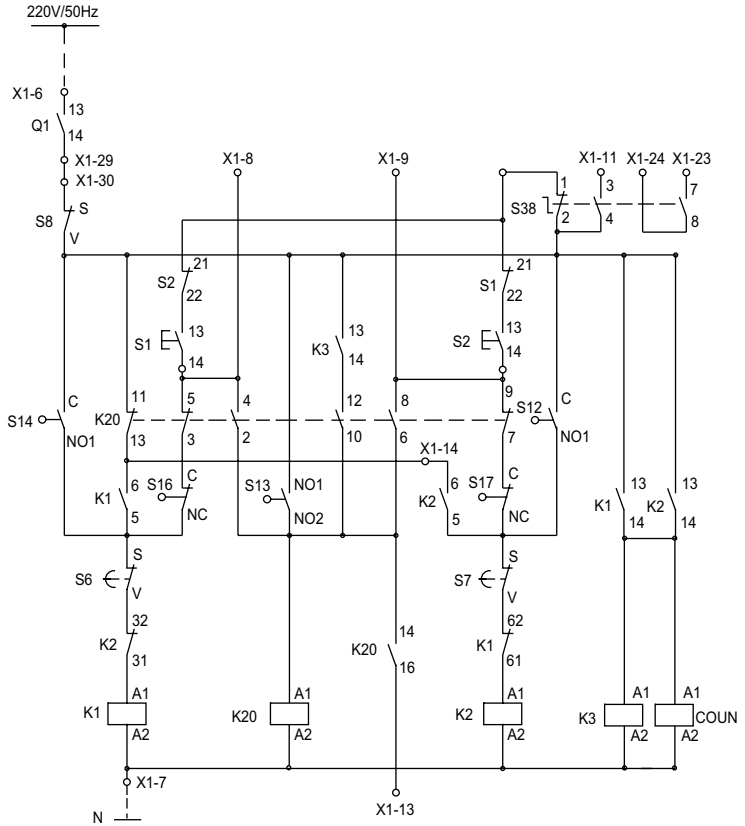 220V/50Hz
X1-6
13
Q1
14
X1-29
X1-30
X1-8
X1-9
X1-11
X1-24
X1-23
1
3
7
S38
2
4
8
S
S8
V
21
S2
22
21
S1
22
13
S1
14
13
K3
14
13
S2
14
C
S14
NO1
11
K20
13
5
3
4
2
12
10
8
6
9
7
S12
C
NO1
X1-14
6
K1
5
C
S16
NC
NO1
S13
NO2
6
K2
5
C
S17
NC
13
K1
14
13
K2
14
S
S6
V
S
S7
V
32
K2
31
14
K20
16
62
K1
61
A1
K1
A2
A1
K20
A2
A1
K2
A2
A1
K3
A2
A1
COUN
A2
X1-7
X1-13
N